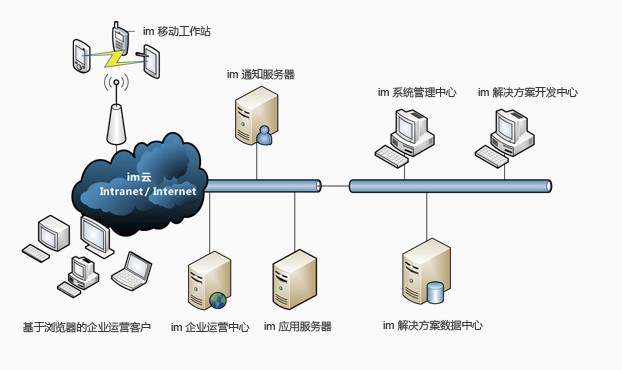 im 移动工作站
im 通知服务器
im 系统管理中心
im 解决方案开发中心
im云
Intranet / Internet
基于浏览器的企业运营客户
im 企业运营中心
im 应用服务器
im 解决方案数据中心